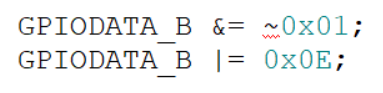 GPIODATA_B &= ~0x01;
GPIODATA_B |= 0x0E;